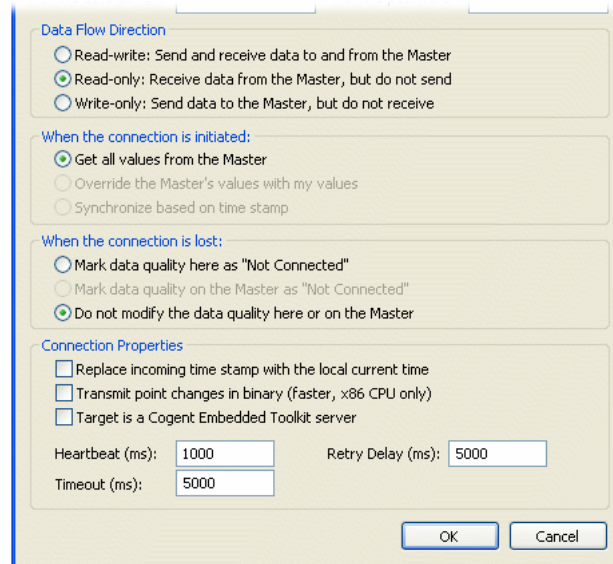 Data Flow Direction
Read-write: Send and receive data to and from the Master
Read-only: Receive data from the Master, but do not send
Write-only: Send data to the Master, but do not receive
When the connection is initiated:
Get all values from the Master
Override the Master's values with my values
Synchronize based on time stamp
When the connection is lost:
Mark data quality here as "Not Connected"
Mark data quality on the Master as "Not Connected"
Do not modify the data quality here or on the Master
Connection Properties
Replace incoming time stamp with the local current time
Transmit point changes in binary (faster, x86 CPU only)
Target is a Cogent Embedded Toolkit server
Heartbeat (ms): 1000 Retry Delay (ms): 5000
Timeout (ms): 5000
OK Cancel